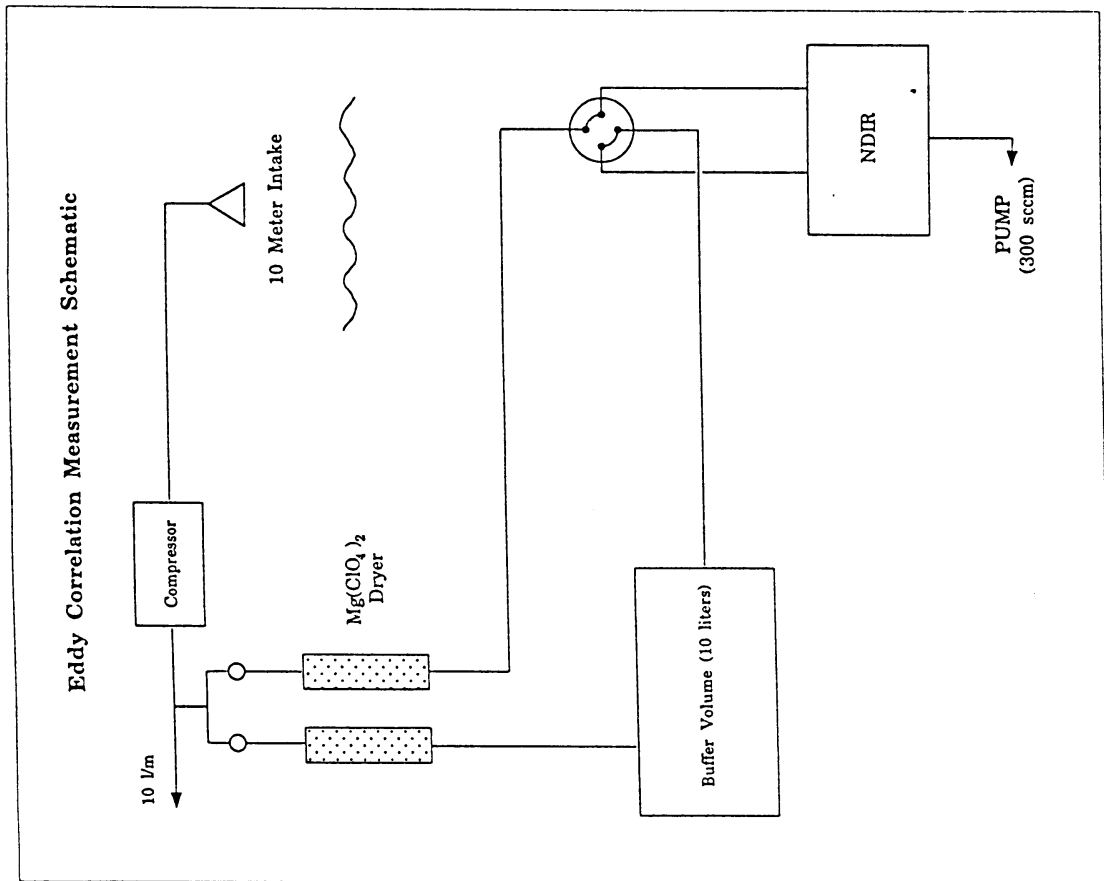 Eddy Correlation Measurement Schematic
Compressor
10 Meter Intake
10 l/m
Mg(ClO₄)₂
Dryer
Buffer Volume (10 liters)
NDIR
PUMP
(300 sccm)